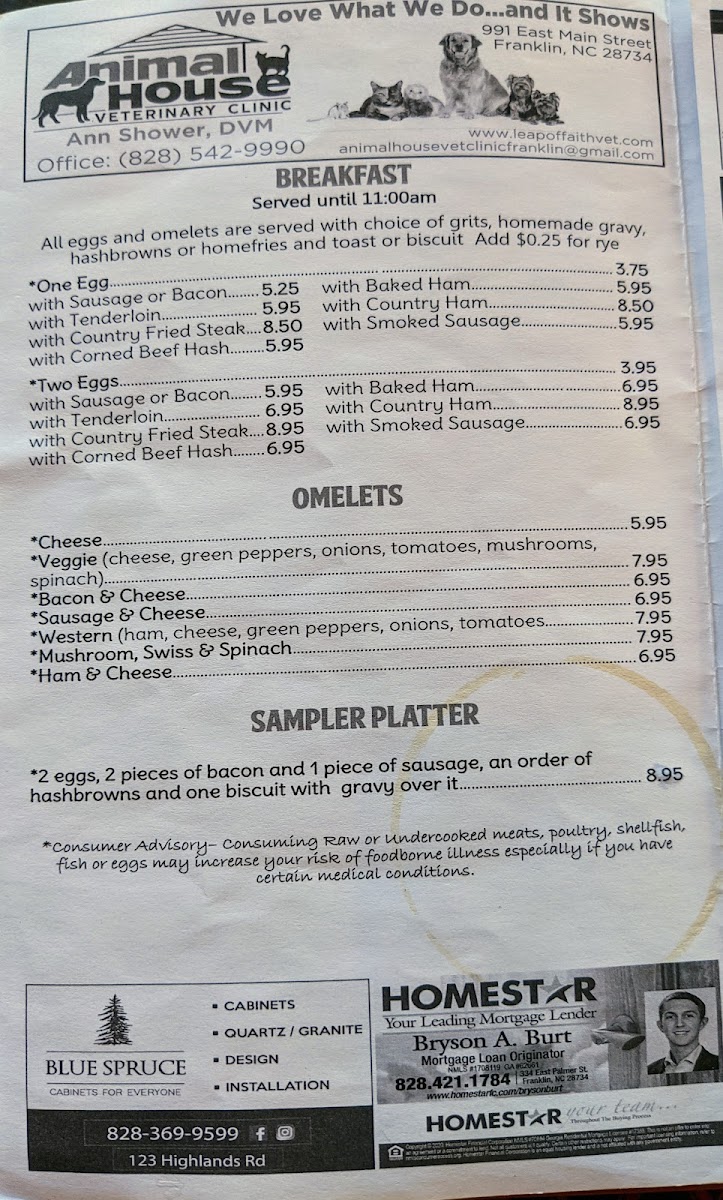 We Love What We Do...and It Shows
991 East Main Street
Franklin, NC 28734
Animal
House
VETERINARY CLINIC
Ann Shower, DVM
Office: (828) 542-9990
www.leapoffaithvet.com
animalhousevetclinicfranklin@gmail.com
BREAKFAST
Served until 11:00am
All eggs and omelets are served with choice of grits, homemade gravy,
hashbrowns or homefries and toast or biscuit Add $0.25 for rye
*One Egg 3.75
with Sausage or Bacon 5.25 with Baked Ham 5.95
with Tenderloin 5.95 with Country Ham 8.50
with Country Fried Steak 8.50 with Smoked Sausage 5.95
with Corned Beef Hash 5.95
*Two Eggs 3.95
with Sausage or Bacon 5.95 with Baked Ham 6.95
with Tenderloin 6.95 with Country Ham 8.95
with Country Fried Steak 8.95 with Smoked Sausage 6.95
with Corned Beef Hash 6.95
OMELETS
*Cheese 5.95
*Veggie (cheese, green peppers, onions, tomatoes, mushrooms,
spinach) 7.95
*Bacon & Cheese 6.95
*Sausage & Cheese 6.95
*Western (ham, cheese, green peppers, onions, tomatoes 7.95
*Mushroom, Swiss & Spinach 7.95
*Ham & Cheese 6.95
SAMPLER PLATTER
*2 eggs, 2 pieces of bacon and 1 piece of sausage, an order of
hashbrowns and one biscuit with gravy over it 8.95
*Consumer Advisory- Consuming Raw or Undercooked meats, poultry, shellfish,
fish or eggs may increase your risk of foodborne illness especially if you have
certain medical conditions.
BLUE SPRUCE
CABINETS FOR EVERYONE
▪ CABINETS
▪ QUARTZ / GRANITE
▪ DESIGN
▪ INSTALLATION
828-369-9599
123 Highlands Rd
HOMESTAR
Your Leading Mortgage Lender
Bryson A. Burt
Mortgage Loan Originator
NMLS #1708119
828.421.1784
334 East Palmer St.
Franklin, NC 28734
www.homestarfc.com/brysonburt
HOMESTAR your team...
Throughout The Buying Process